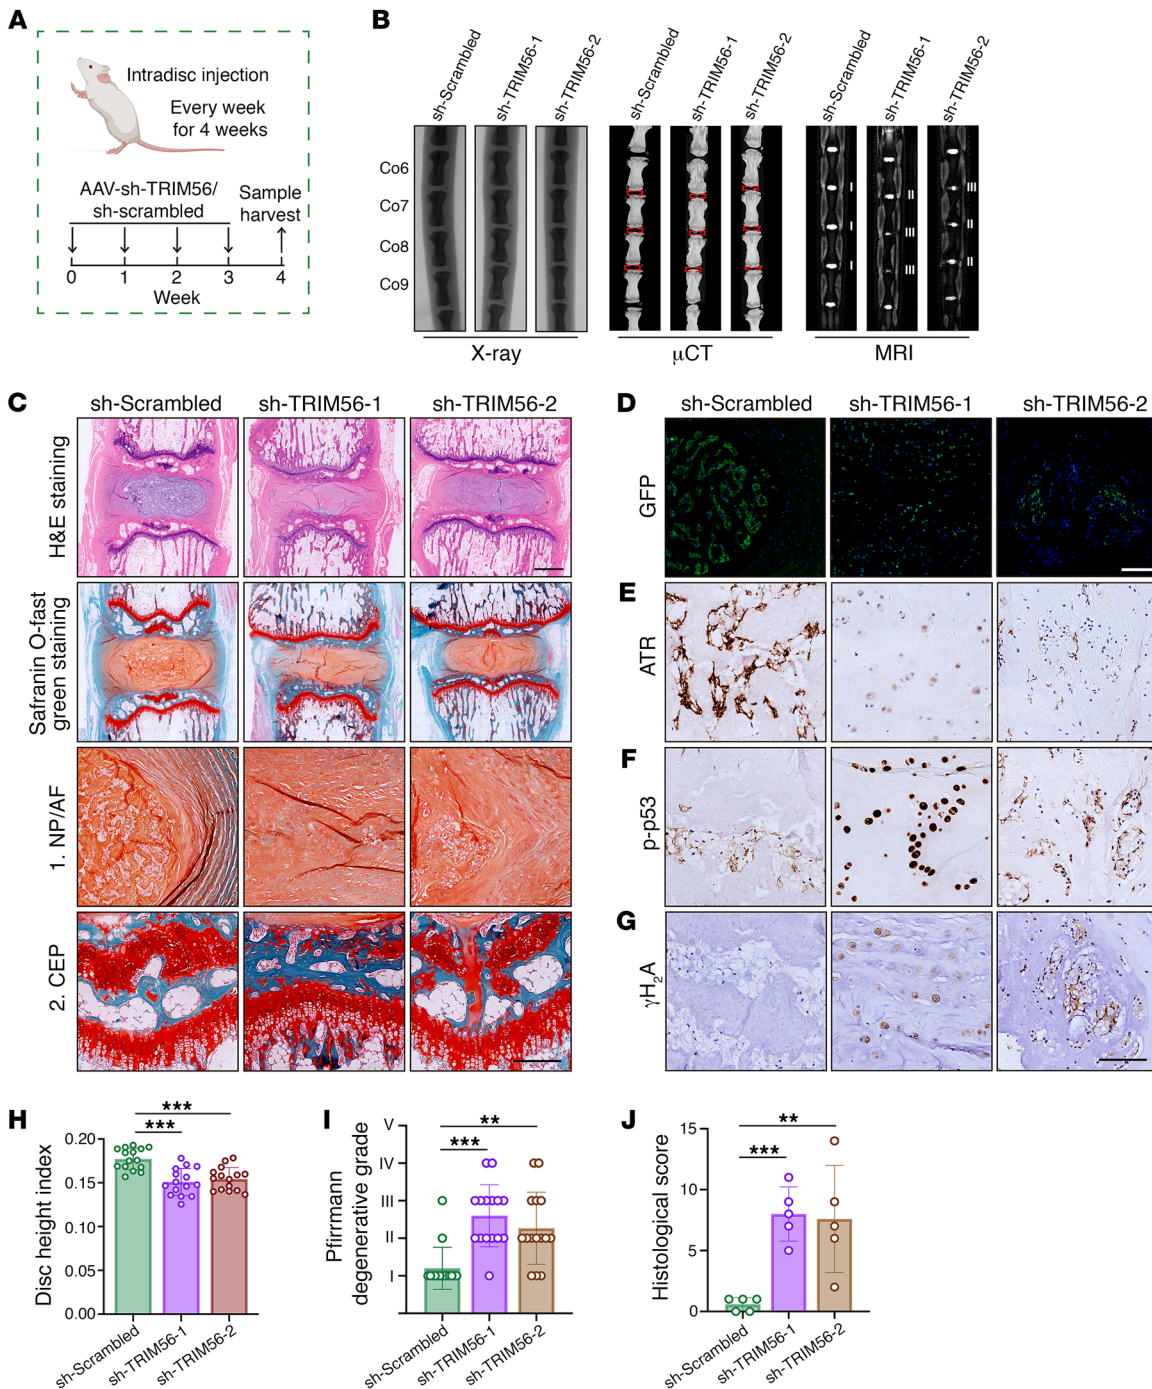 A
Intradisc injection
Every week
for 4 weeks
AAV-sh-TRIM56/
sh-scrambled
Sample
harvest
0 1 2 3 4
Week
B
sh-Scrambled sh-TRIM56-1 sh-TRIM56-2 sh-Scrambled sh-TRIM56-1 sh-TRIM56-2 sh-Scrambled sh-TRIM56-1 sh-TRIM56-2
Co6
Co7
Co8
Co9
I
I
I
II
III
III
III
II
II
X-ray μCT MRI
C
sh-Scrambled sh-TRIM56-1 sh-TRIM56-2
H&E staining
Safranin O-fast
green staining
1. NP/AF
2. CEP
D
sh-Scrambled sh-TRIM56-1 sh-TRIM56-2
GFP
E
ATR
F
p-p53
G
γH2A
H
***
***
Disc height index
0.20
0.15
0.10
0.05
0.00
sh-Scrambled
sh-TRIM56-1
sh-TRIM56-2
I
**
***
Pfirrmann
degenerative grade
V
IV
III
II
I
sh-Scrambled
sh-TRIM56-1
sh-TRIM56-2
J
**
***
Histological score
15
10
5
0
sh-Scrambled
sh-TRIM56-1
sh-TRIM56-2